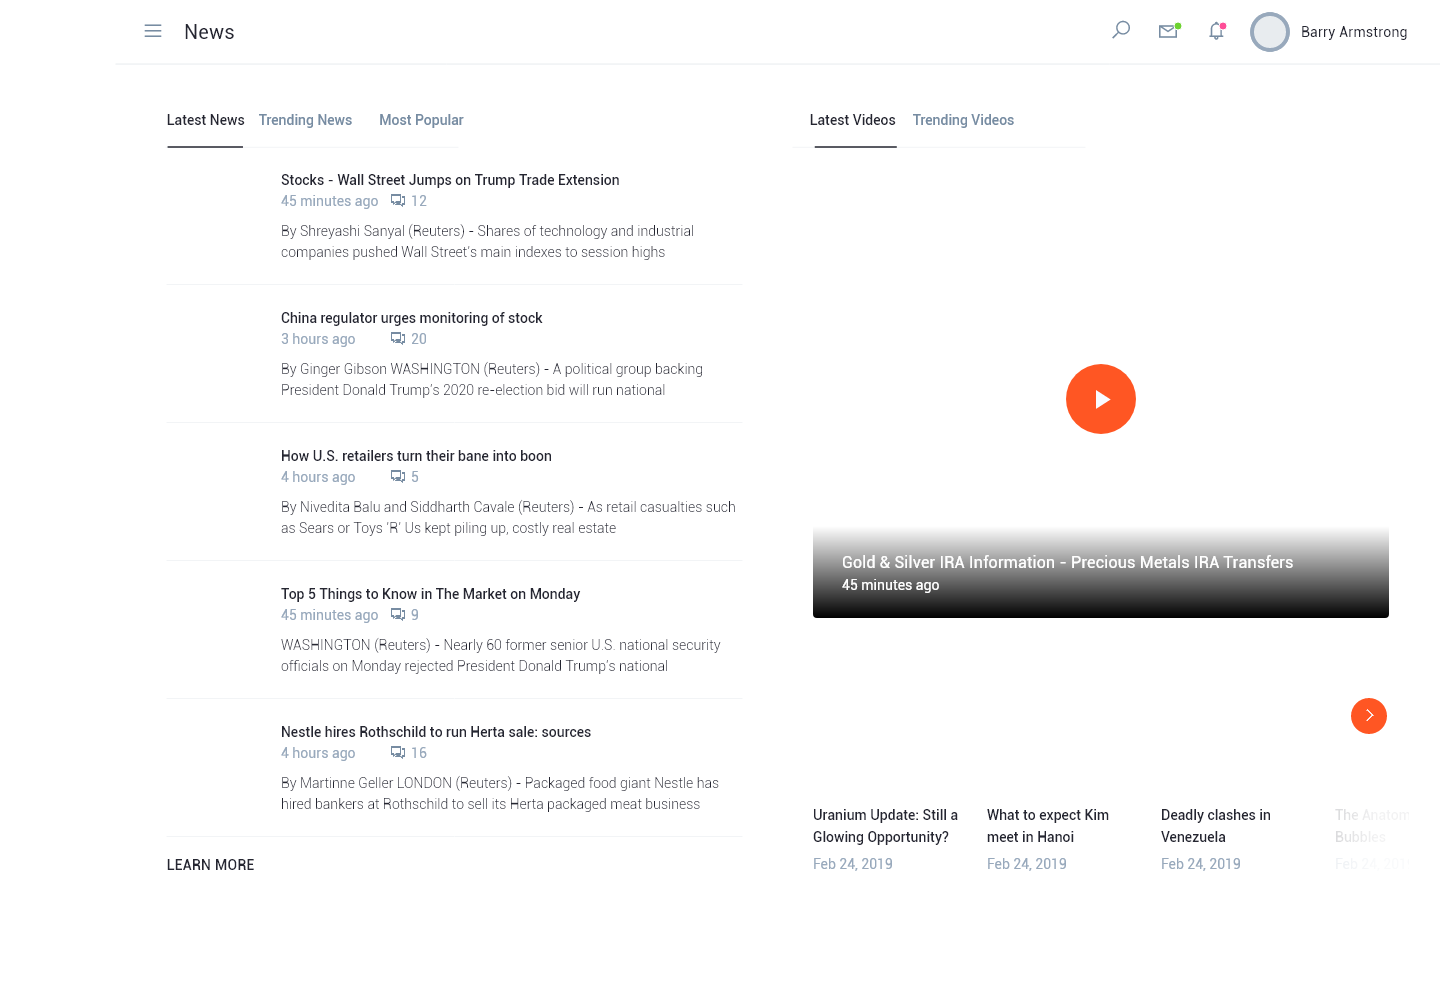 News
Barry Armstrong
Latest News
Trending News
Most Popular
Stocks - Wall Street Jumps on Trump Trade Extension
45 minutes ago 12
By Shreyashi Sanyal (Reuters) - Shares of technology and industrial
companies pushed Wall Street's main indexes to session highs
China regulator urges monitoring of stock
3 hours ago 20
By Ginger Gibson WASHINGTON (Reuters) - A political group backing
President Donald Trump's 2020 re-election bid will run national
How U.S. retailers turn their bane into boon
4 hours ago 5
By Nivedita Balu and Siddharth Cavale (Reuters) - As retail casualties such
as Sears or Toys 'R' Us kept piling up, costly real estate
Top 5 Things to Know in The Market on Monday
45 minutes ago 9
WASHINGTON (Reuters) - Nearly 60 former senior U.S. national security
officials on Monday rejected President Donald Trump's national
Nestle hires Rothschild to run Herta sale: sources
4 hours ago 16
By Martinne Geller LONDON (Reuters) - Packaged food giant Nestle has
hired bankers at Rothschild to sell its Herta packaged meat business
LEARN MORE
Latest Videos
Trending Videos
Gold & Silver IRA Information - Precious Metals IRA Transfers
45 minutes ago
Uranium Update: Still a
Glowing Opportunity?
Feb 24, 2019
What to expect Kim
meet in Hanoi
Feb 24, 2019
Deadly clashes in
Venezuela
Feb 24, 2019
The
Bubbles
Feb 24,